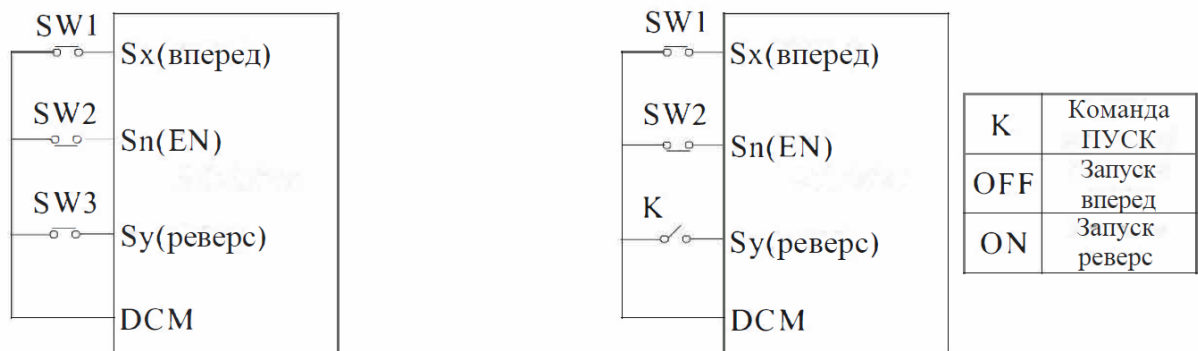 SW1
Sx(вперед)
SW2
Sn(EN)
SW3
Sy(реверс)
DCM
SW1
Sx(вперед)
SW2
Sn(EN)
K
Sy(реверс)
DCM
K
Команда
ПУСК
OFF
Запуск
вперед
ON
Запуск
реверс